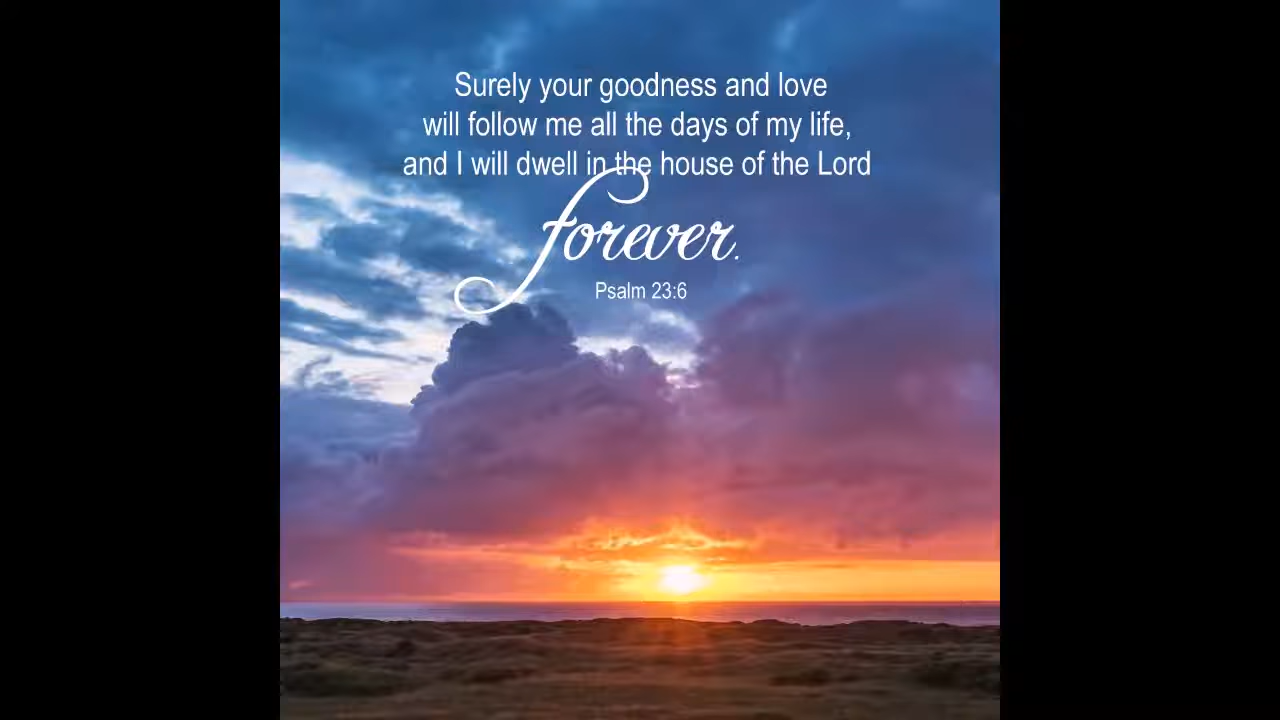 Surely your goodness and love
will follow me all the days of my life,
and I will dwell in the house of the Lord
forever.
Psalm 23:6